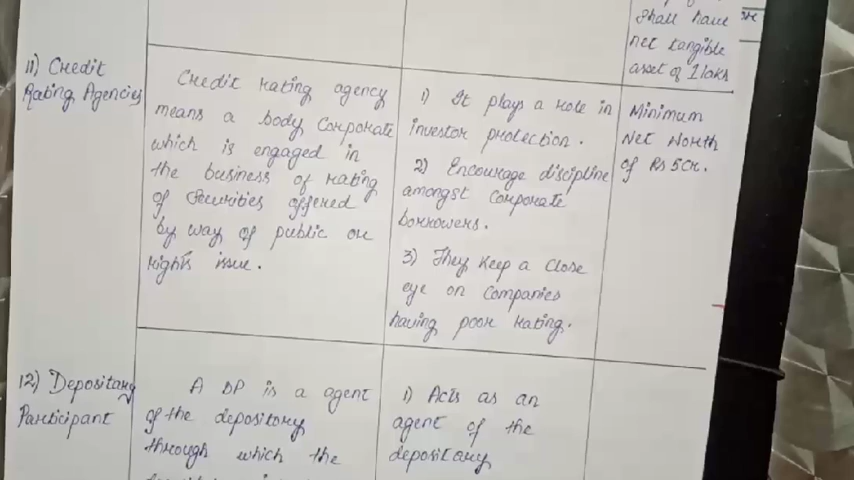 shall have
net tangible
asset of 1 laks
11) Credit
Rating Agencies
Credit rating agency
means a body corporate
which is engaged in
the business of rating
of securities offered
by way of public or
rights issue.
1) It plays a role in
investor protection.
2) Encourage discipline
amongst corporate
borrowers.
3) They keep a close
eye on companies
having poor rating.
Minimum
Net Worth
of Rs 5cr.
12) Depositary
Participant
A DP is a agent
of the depository
through which the
1) Acts as an
agent of the
depositary